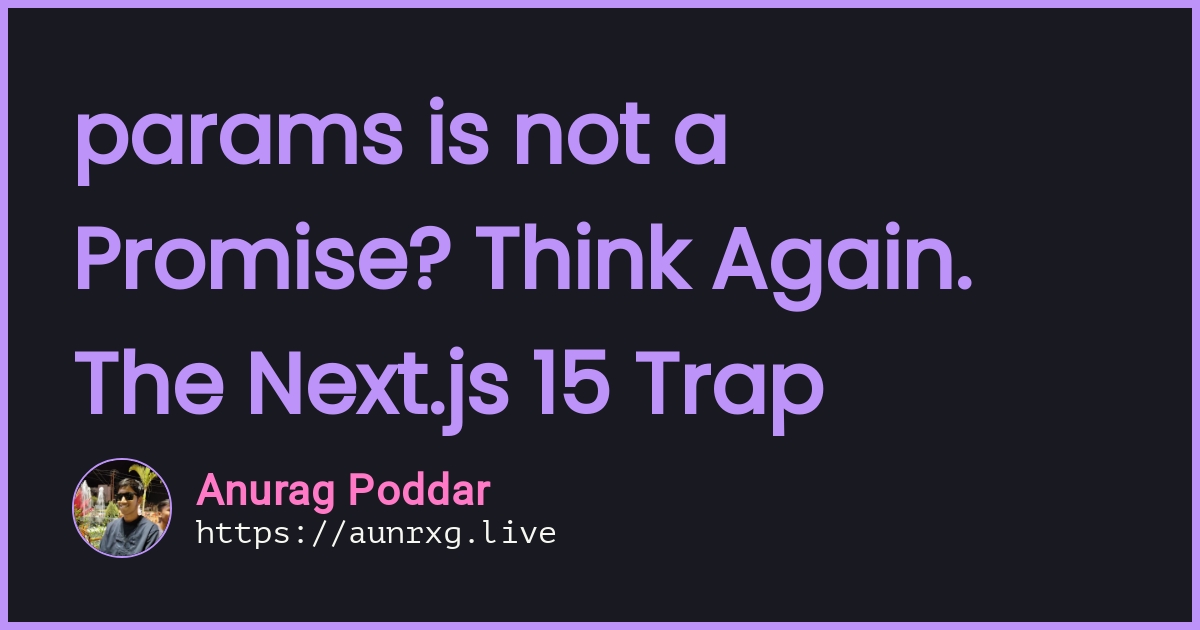 params is not a
Promise? Think Again.
The Next.js 15 Trap
Anurag Poddar
https://aunrxg.live